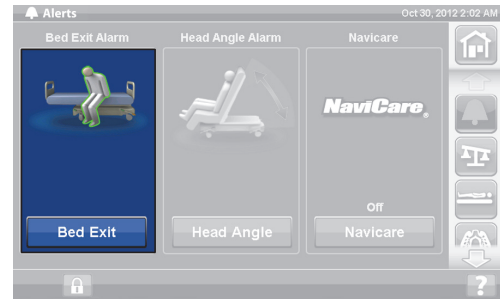 Alerts
Oct 30, 2012 2:02 AM
Bed Exit Alarm
Head Angle Alarm
Navicare
NaviCare®
Off
Bed Exit
Head Angle
Navicare
?